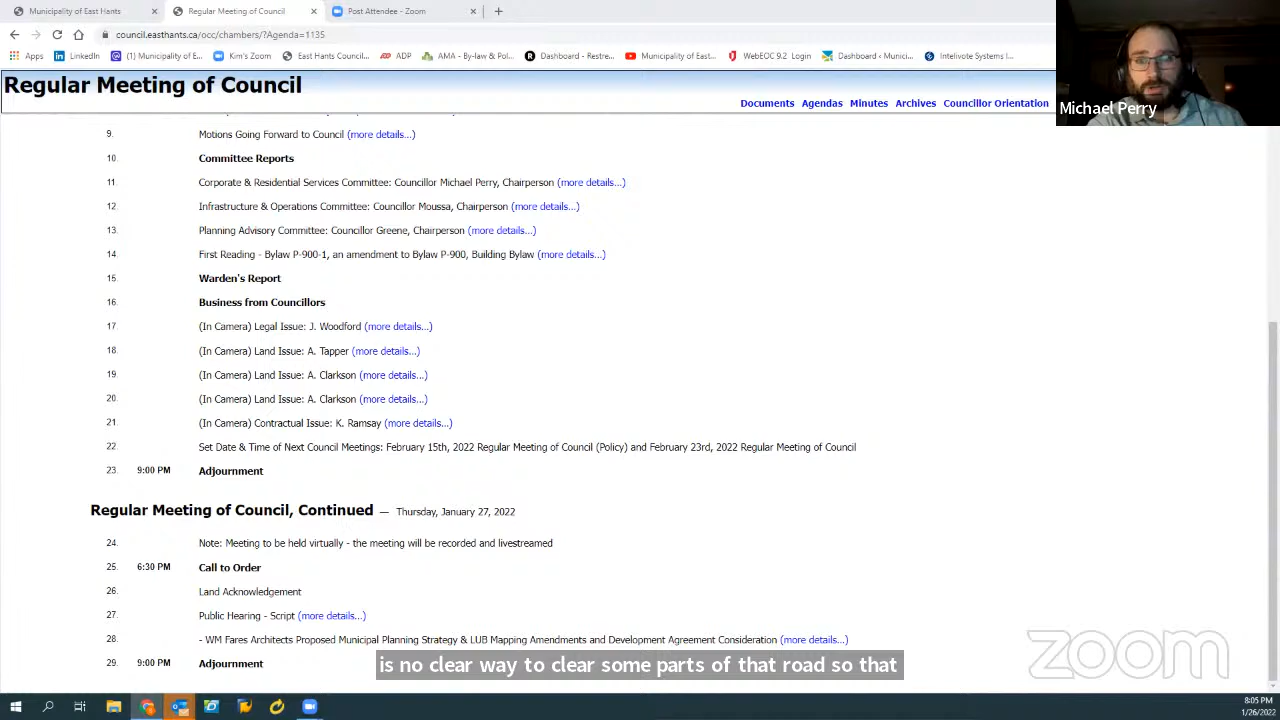 Municipality of East Hants
Regular Meeting of Council
Post Attendee - Zoom
council.easthants.ca/occ/chambers/?Agenda=1135
Apps
LinkedIn
(1) Municipality of E...
Kim's Zoom
East Hants Council...
ADP
AMA - By-law & Pol...
Dashboard - Restre...
Municipality of East...
WebEOC 9.2 Login
Dashboard ‹ Munici...
Intelivote Systems I...
Regular Meeting of Council
Documents Agendas Minutes Archives Councillor Orientation
Michael Perry
9. Motions Going Forward to Council (more details...)
10. Committee Reports
11. Corporate & Residential Services Committee: Councillor Michael Perry, Chairperson (more details...)
12. Infrastructure & Operations Committee: Councillor Moussa, Chairperson (more details...)
13. Planning Advisory Committee: Councillor Greene, Chairperson (more details...)
14. First Reading - Bylaw P-900-1, an amendment to Bylaw P-900, Building Bylaw (more details...)
15. Warden's Report
16. Business from Councillors
17. (In Camera) Legal Issue: J. Woodford (more details...)
18. (In Camera) Land Issue: A. Tapper (more details...)
19. (In Camera) Land Issue: A. Clarkson (more details...)
20. (In Camera) Land Issue: A. Clarkson (more details...)
21. (In Camera) Contractual Issue: K. Ramsay (more details...)
22. Set Date & Time of Next Council Meetings: February 15th, 2022 Regular Meeting of Council (Policy) and February 23rd, 2022 Regular Meeting of Council
23. 9:00 PM Adjournment
Regular Meeting of Council, Continued — Thursday, January 27, 2022
24. Note: Meeting to be held virtually - the meeting will be recorded and livestreamed
25. 6:30 PM Call to Order
26. Land Acknowledgement
27. Public Hearing - Script (more details...)
28. - WM Fares Architects Proposed Municipal Planning Strategy & LUB Mapping Amendments and Development Agreement Consideration (more details...)
29. 9:00 PM Adjournment
is no clear way to clear some parts of that road so that
zoom
8:05 PM
1/26/2022